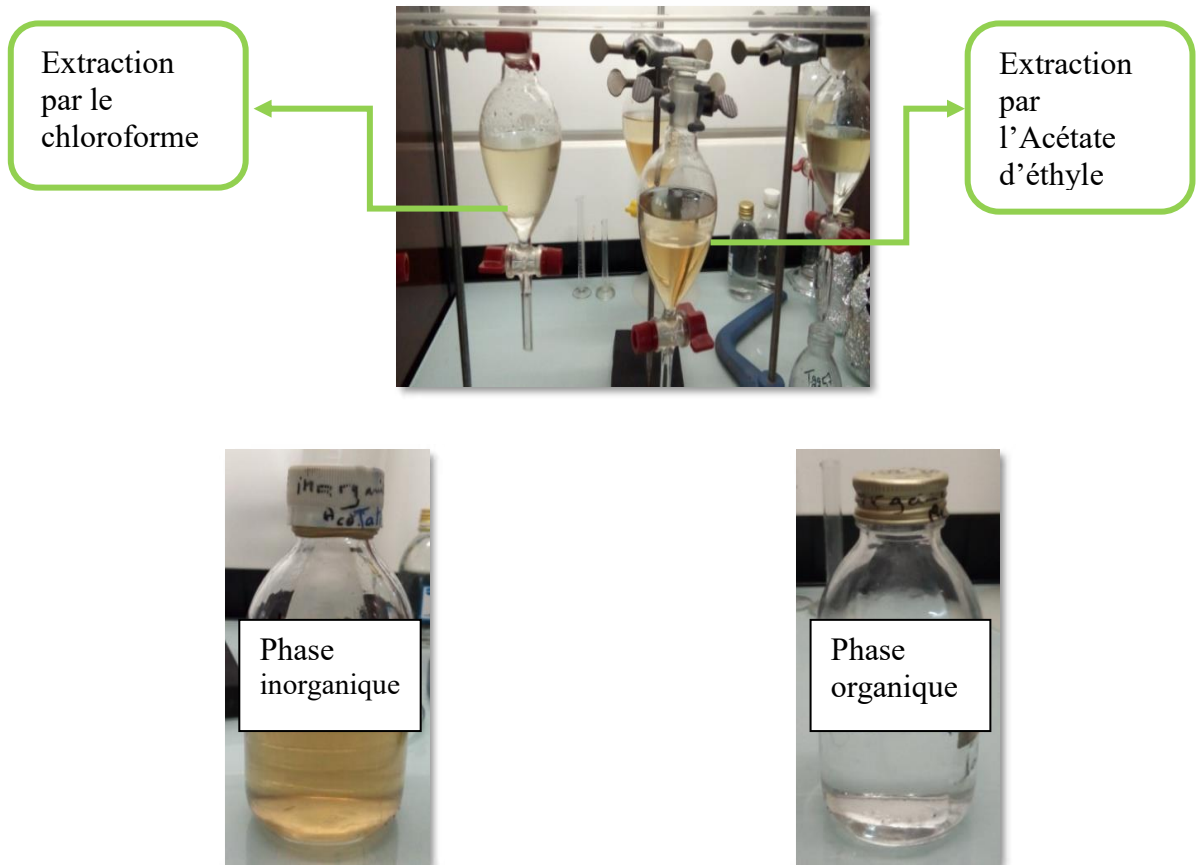 Extraction
par le
chloroforme
Extraction
par
l’Acétate
d’éthyle
Phase
inorganique
Phase
organique